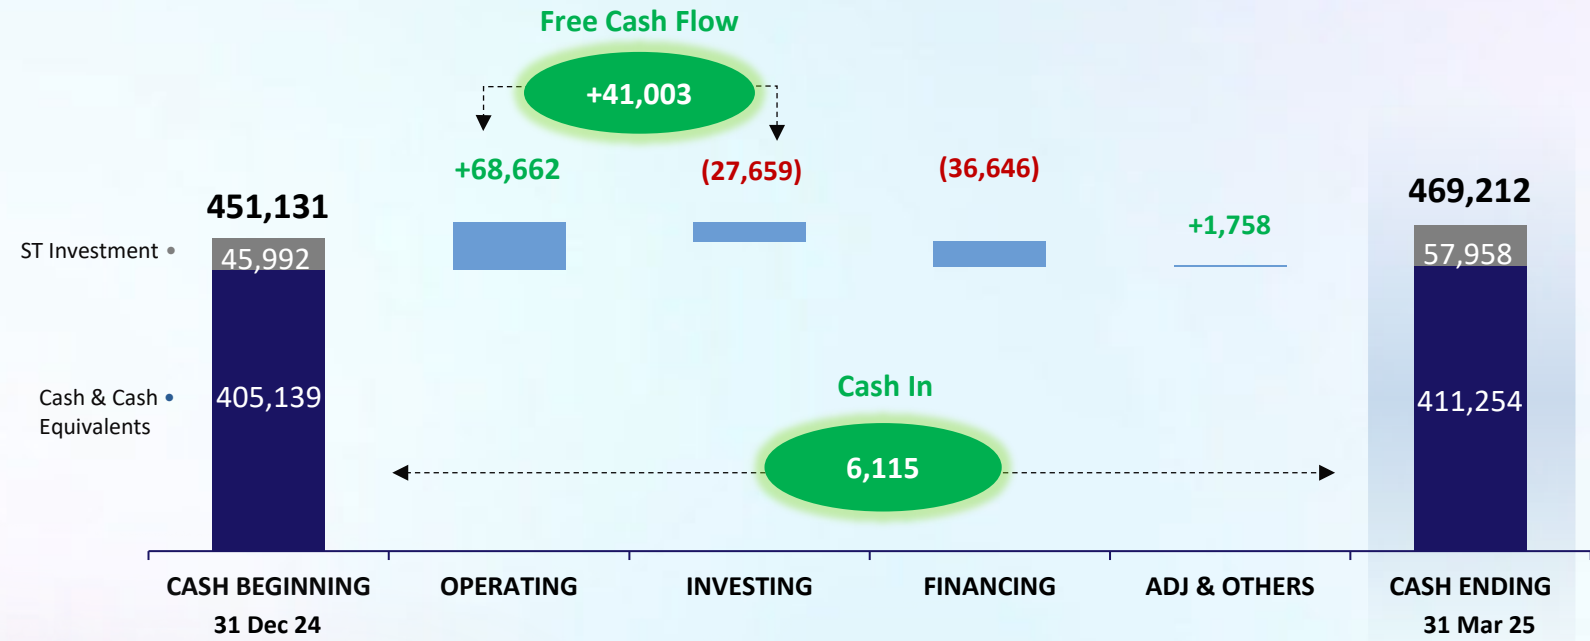 Free Cash Flow
+41,003
+68,662
(27,659)
(36,646)
+1,758
451,131
469,212
ST Investment •
45,992
57,958
Cash & Cash •
Equivalents
405,139
411,254
Cash In
6,115
CASH BEGINNING
31 Dec 24
OPERATING
INVESTING
FINANCING
ADJ & OTHERS
CASH ENDING
31 Mar 25